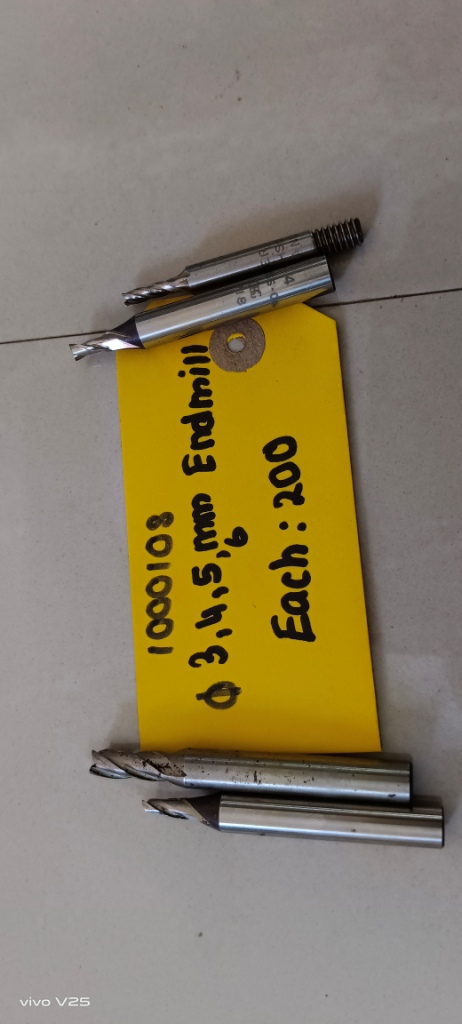 1000108
φ 3,4,5,6 mm Endmill
Each : 200
vivo V25